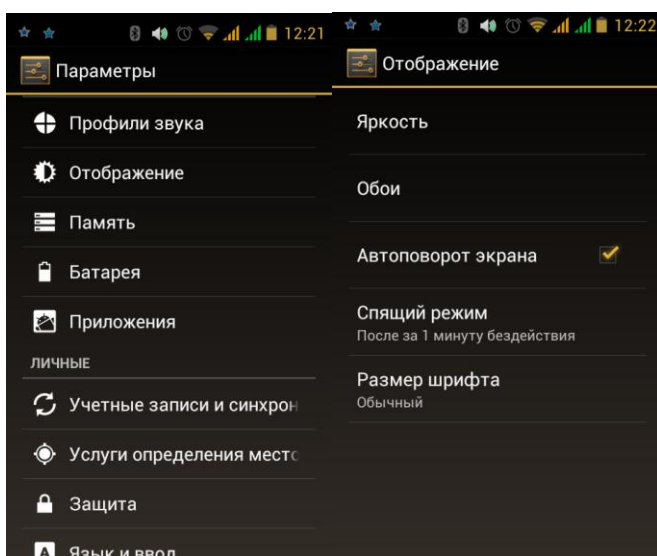 12:21
Параметры
Профили звука
Отображение
Память
Батарея
Приложения
ЛИЧНЫЕ
Учетные записи и синхрон
Услуги определения место
Защита
Язык и ввод
12:22
Отображение
Яркость
Обои
Автоповорот экрана
Спящий режим
После за 1 минуту бездействия
Размер шрифта
Обычный